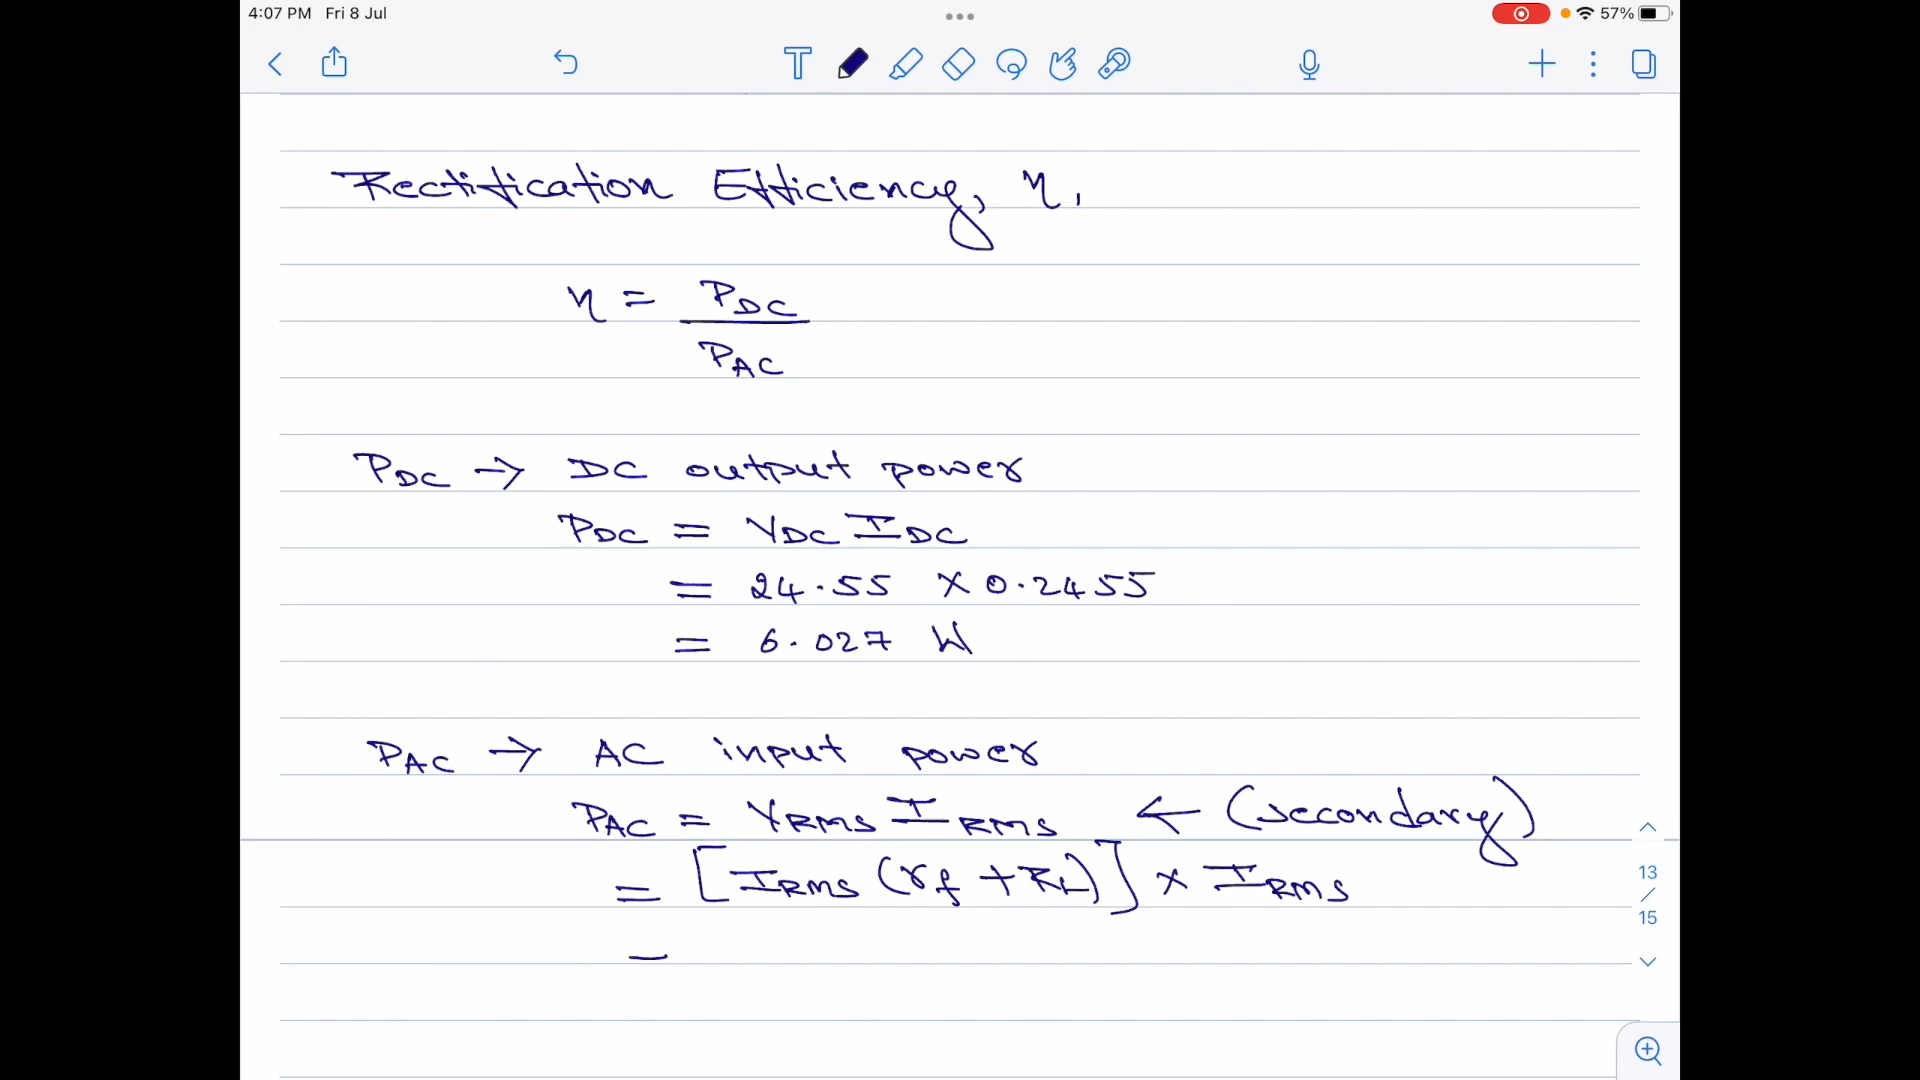 4:07 PM Fri 8 Jul 57%
T
Rectification Efficiency, η,
η = PDC
PAC
PDC → DC output power
PDC = VDC IDC
= 24.55 × 0.2455
= 6.027 W
PAC → AC input power
PAC = VRMS IRMS ← (secondary)
= [IRMS (rf + RL)] × IRMS
–
13
/
15